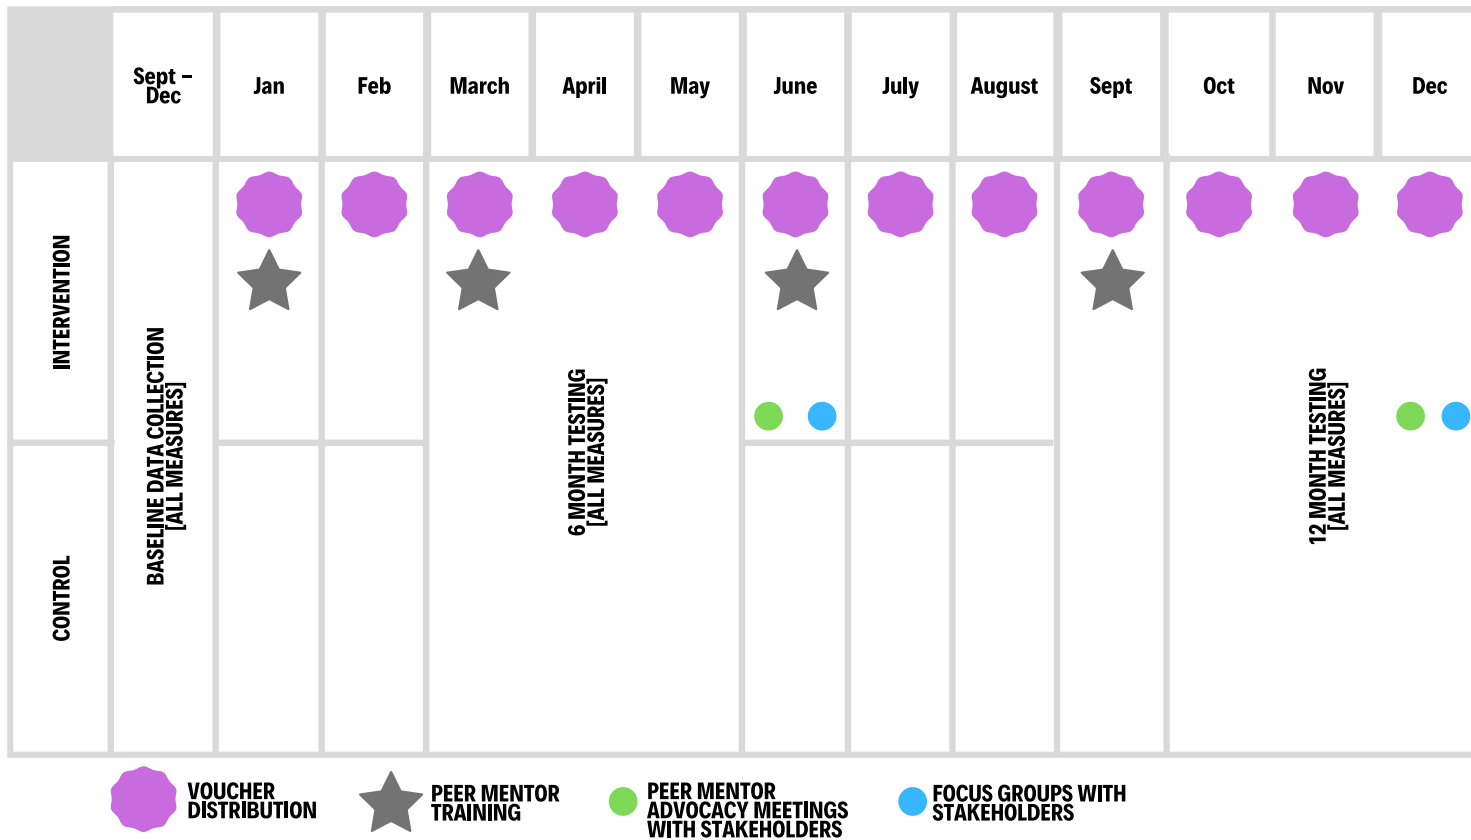 Sept –
Dec
Jan
Feb
March
April
May
June
July
August
Sept
Oct
Nov
Dec
INTERVENTION
CONTROL
BASELINE DATA COLLECTION
[ALL MEASURES]
6 MONTH TESTING
[ALL MEASURES]
12 MONTH TESTING
[ALL MEASURES]
VOUCHER
DISTRIBUTION
PEER MENTOR
TRAINING
PEER MENTOR
ADVOCACY MEETINGS
WITH STAKEHOLDERS
FOCUS GROUPS WITH
STAKEHOLDERS